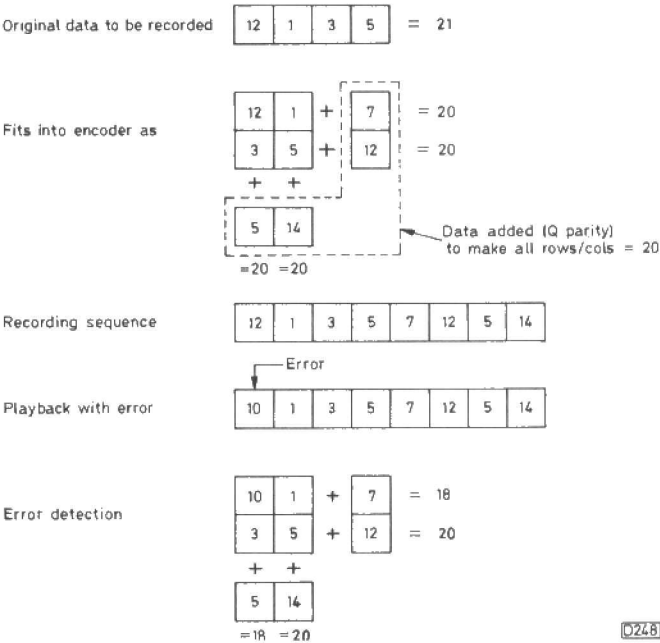 Original data to be recorded 12 1 3 5 = 21
12 1 + 7 = 20
Fits into encoder as
3 5 + 12 = 20
+ +
5 14
=20 =20
Data added (Q parity)
to make all rows/cols = 20
Recording sequence 12 1 3 5 7 12 5 14
Error
Playback with error 10 1 3 5 7 12 5 14
10 1 + 7 = 18
Error detection
3 5 + 12 = 20
+ +
5 14
=18 =20
D248